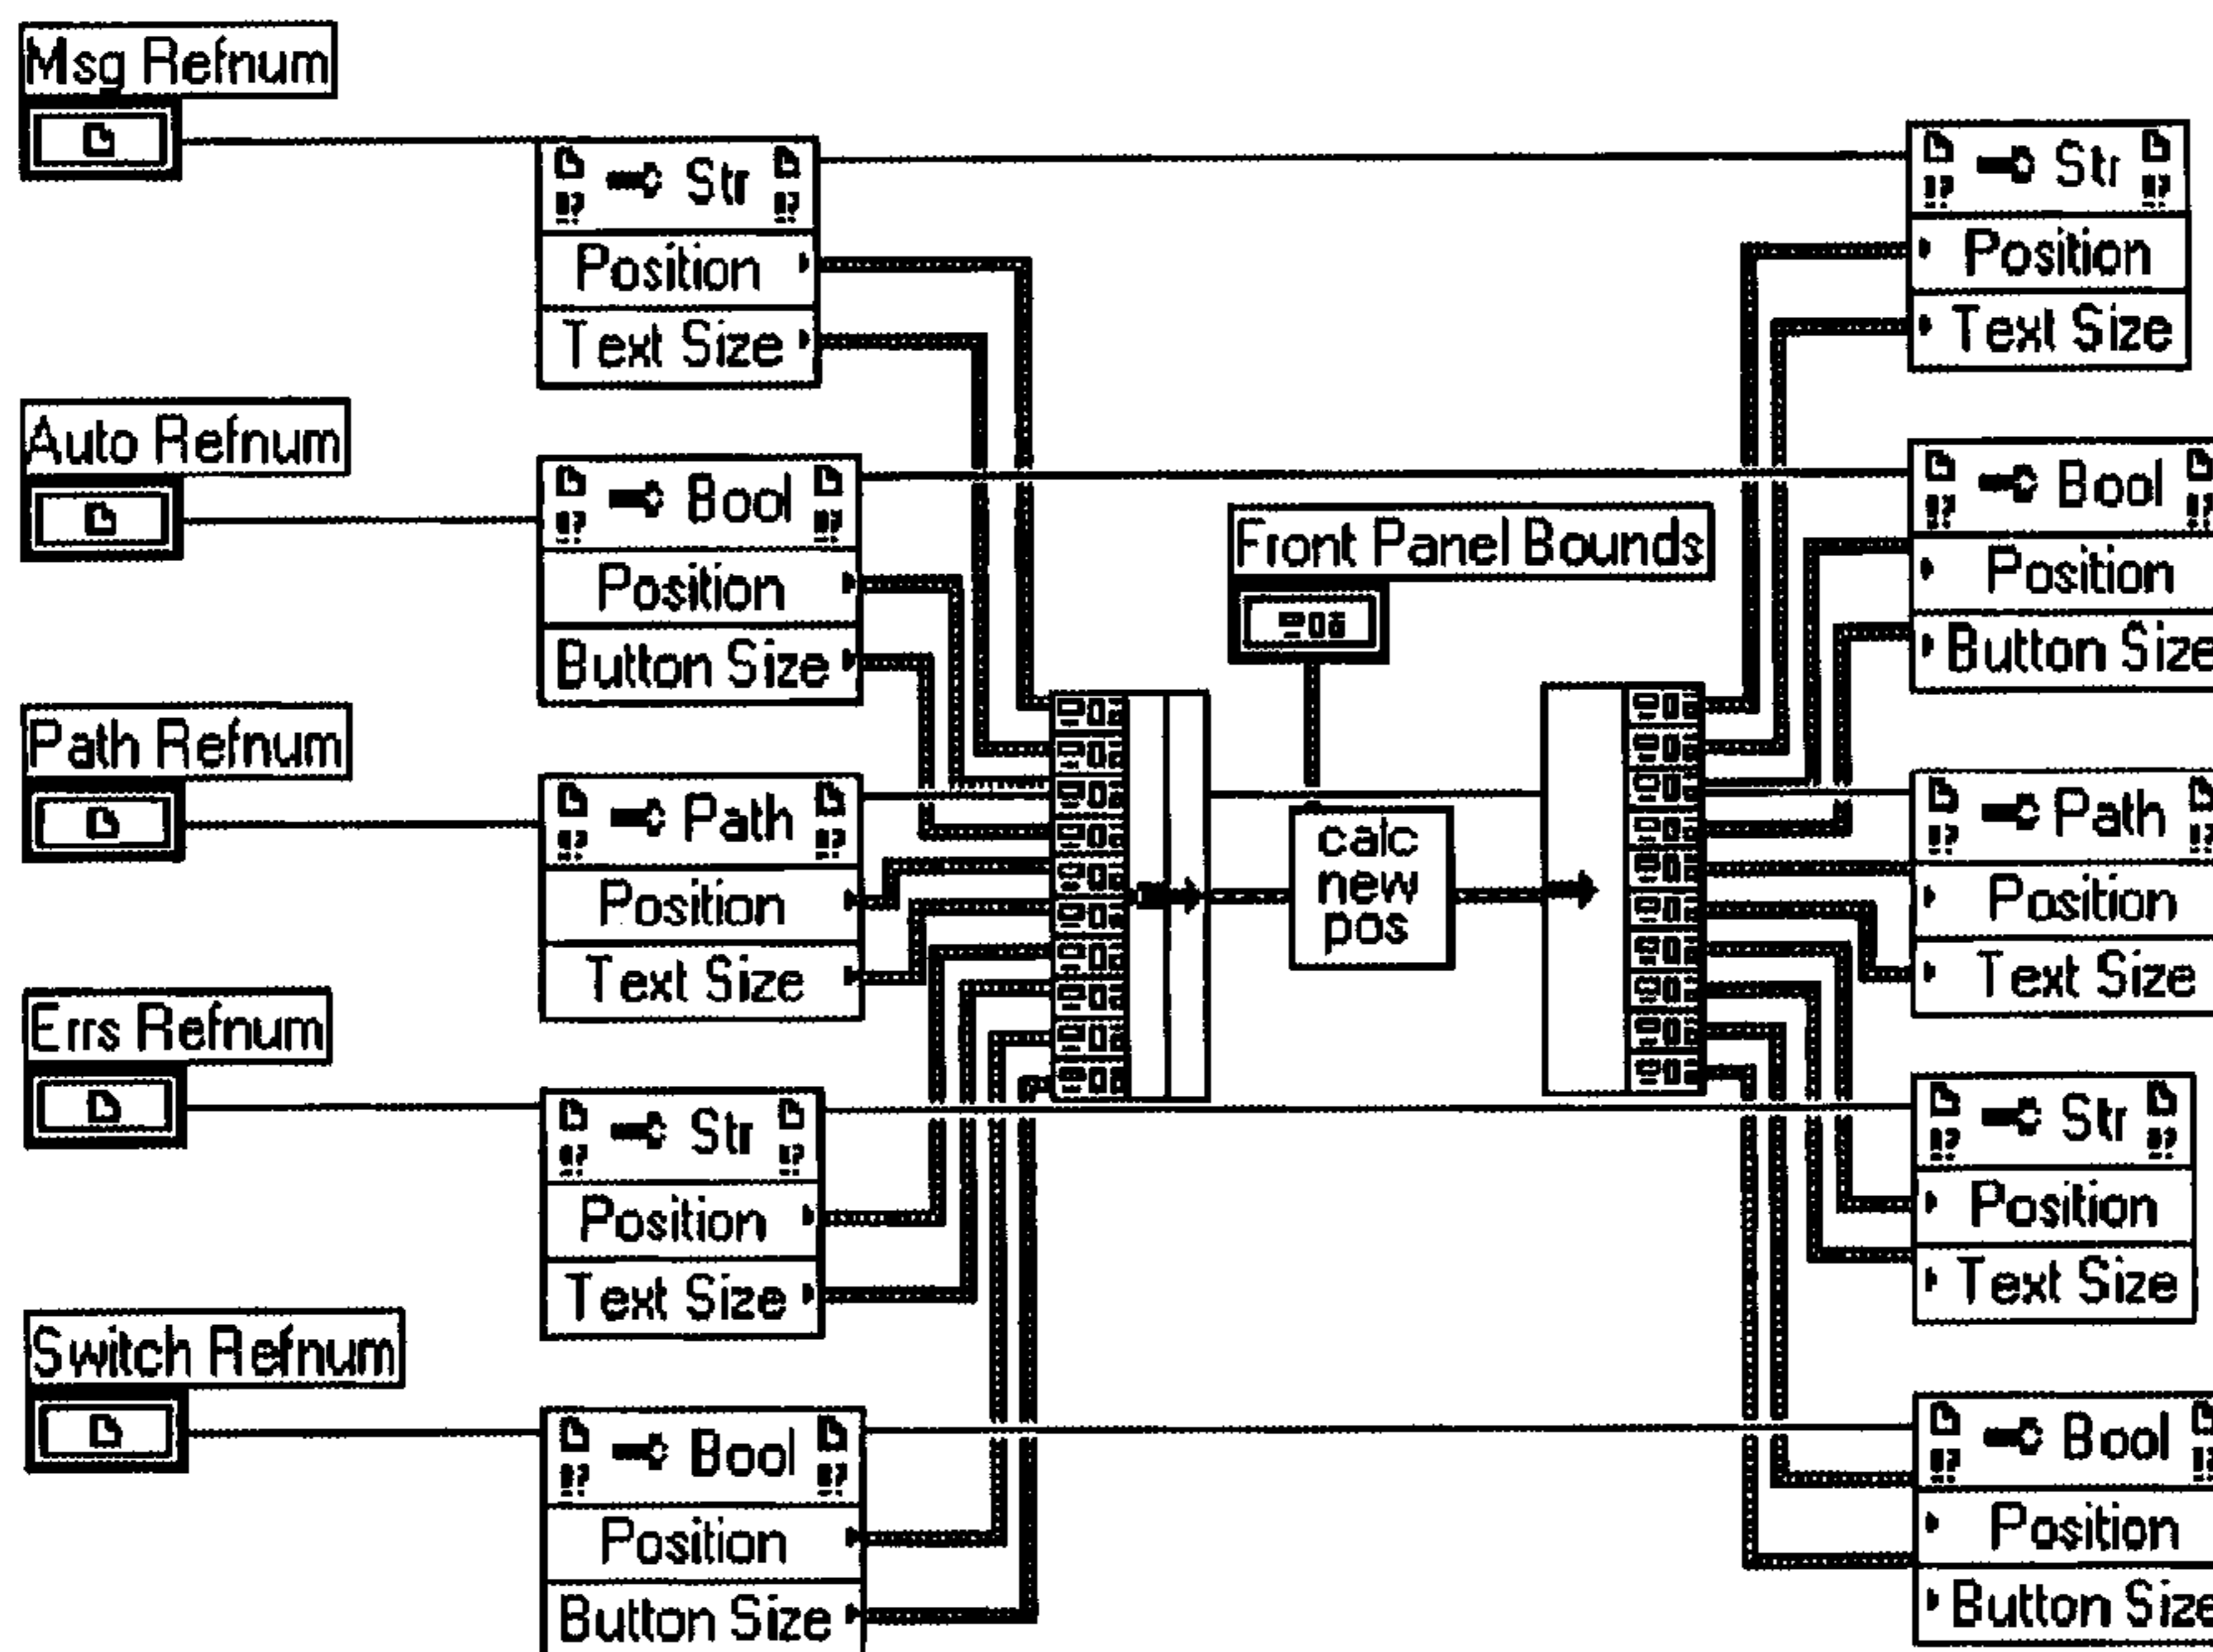 Msg Refnum
Str
Position
Text Size
Str
Position
Text Size
Auto Refnum
Bool
Position
Button Size
Front Panel Bounds
Bool
Position
Button Size
Path Refnum
Path
Position
Text Size
calc
new
pos
Path
Position
Text Size
Errs Refnum
Str
Position
Text Size
Str
Position
Text Size
Switch Refnum
Bool
Position
Button Size
Bool
Position
Button Size